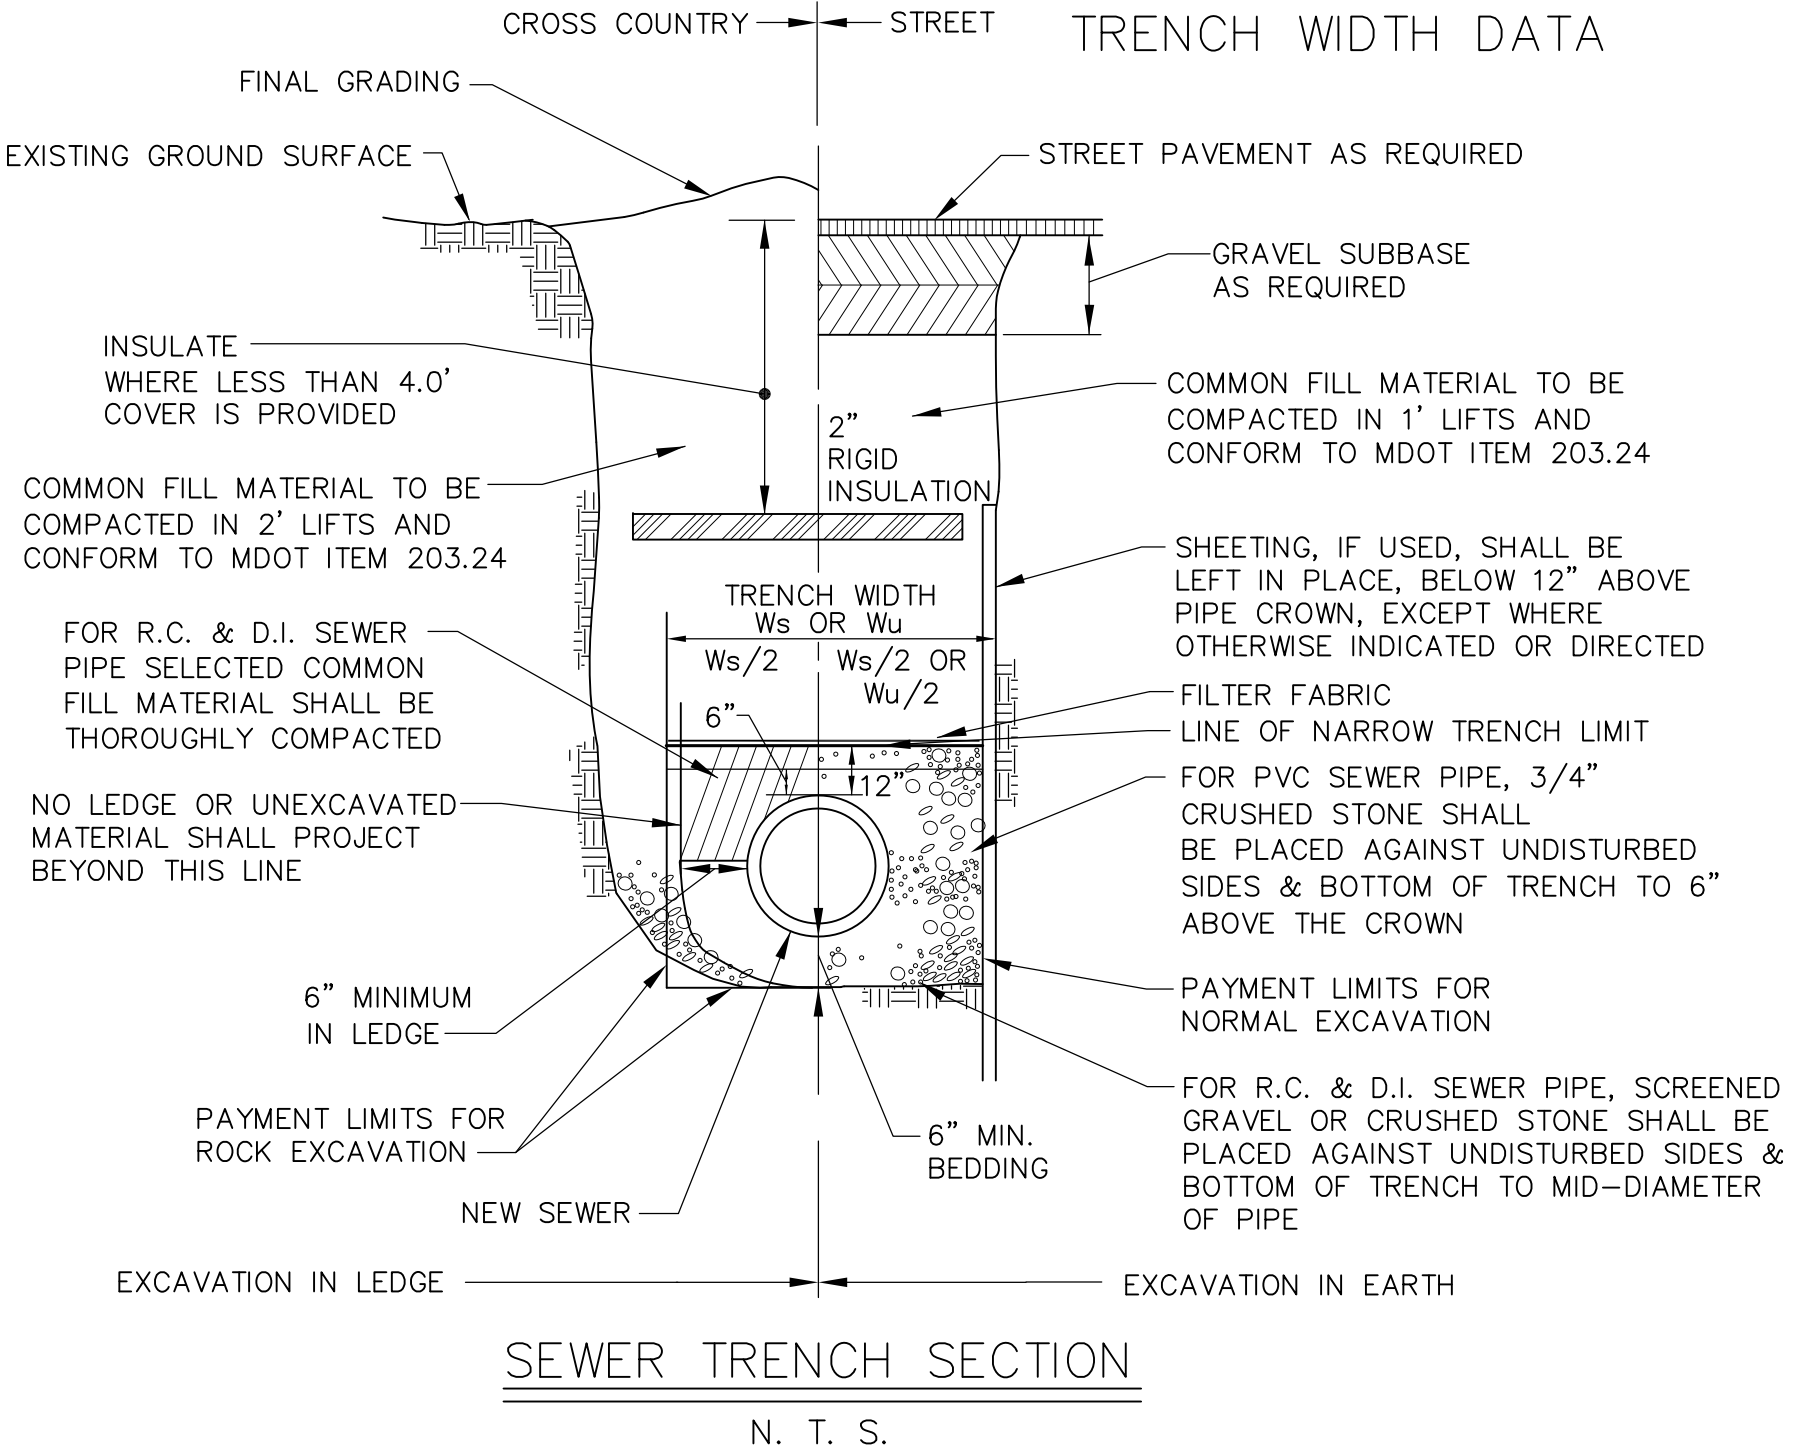 CROSS COUNTRY
STREET
TRENCH WIDTH DATA
FINAL GRADING
EXISTING GROUND SURFACE
STREET PAVEMENT AS REQUIRED
GRAVEL SUBBASE
AS REQUIRED
INSULATE
WHERE LESS THAN 4.0'
COVER IS PROVIDED
COMMON FILL MATERIAL TO BE
COMPACTED IN 1' LIFTS AND
CONFORM TO MDOT ITEM 203.24
2"
RIGID
INSULATION
COMMON FILL MATERIAL TO BE
COMPACTED IN 2' LIFTS AND
CONFORM TO MDOT ITEM 203.24
SHEETING, IF USED, SHALL BE
LEFT IN PLACE, BELOW 12" ABOVE
PIPE CROWN, EXCEPT WHERE
OTHERWISE INDICATED OR DIRECTED
TRENCH WIDTH
Ws OR Wu
Ws/2
Ws/2 OR
Wu/2
FOR R.C. & D.I. SEWER
PIPE SELECTED COMMON
FILL MATERIAL SHALL BE
THOROUGHLY COMPACTED
FILTER FABRIC
LINE OF NARROW TRENCH LIMIT
6"
12"
FOR PVC SEWER PIPE, 3/4"
CRUSHED STONE SHALL
BE PLACED AGAINST UNDISTURBED
SIDES & BOTTOM OF TRENCH TO 6"
ABOVE THE CROWN
NO LEDGE OR UNEXCAVATED
MATERIAL SHALL PROJECT
BEYOND THIS LINE
6" MINIMUM
IN LEDGE
PAYMENT LIMITS FOR
NORMAL EXCAVATION
PAYMENT LIMITS FOR
ROCK EXCAVATION
6" MIN.
BEDDING
FOR R.C. & D.I. SEWER PIPE, SCREENED
GRAVEL OR CRUSHED STONE SHALL BE
PLACED AGAINST UNDISTURBED SIDES &
BOTTOM OF TRENCH TO MID-DIAMETER
OF PIPE
NEW SEWER
EXCAVATION IN LEDGE
EXCAVATION IN EARTH
SEWER TRENCH SECTION
N. T. S.